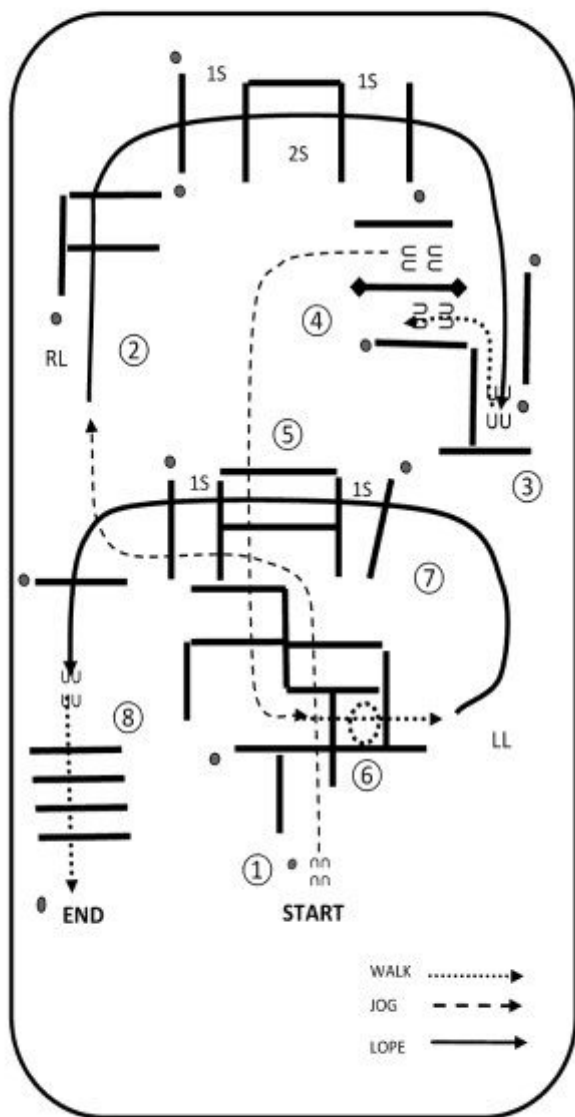 1S
1S
2S
④
RL
②
⑤
③
1S
1S
⑦
⑧
LL
⑥
①
END
START
WALK
JOG
LOPE